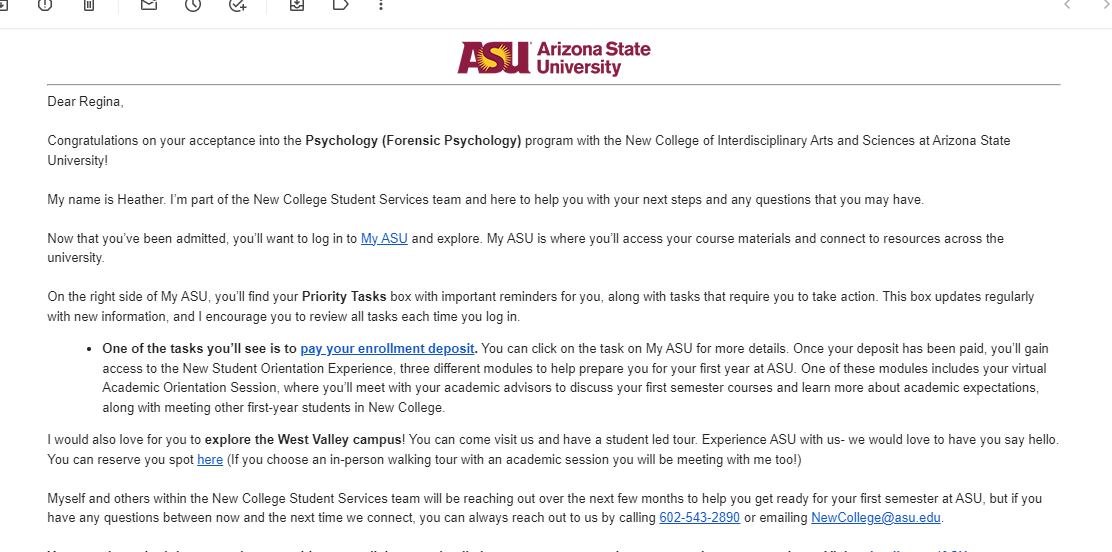 ASU Arizona State
University
Dear Regina,
Congratulations on your acceptance into the Psychology (Forensic Psychology) program with the New College of Interdisciplinary Arts and Sciences at Arizona State
University!
My name is Heather. I'm part of the New College Student Services team and here to help you with your next steps and any questions that you may have.
Now that you've been admitted, you'll want to log in to My ASU and explore. My ASU is where you'll access your course materials and connect to resources across the
university.
On the right side of My ASU, you'll find your Priority Tasks box with important reminders for you, along with tasks that require you to take action. This box updates regularly
with new information, and I encourage you to review all tasks each time you log in.
• One of the tasks you'll see is to pay your enrollment deposit. You can click on the task on My ASU for more details. Once your deposit has been paid, you'll gain
access to the New Student Orientation Experience, three different modules to help prepare you for your first year at ASU. One of these modules includes your virtual
Academic Orientation Session, where you'll meet with your academic advisors to discuss your first semester courses and learn more about academic expectations,
along with meeting other first-year students in New College.
I would also love for you to explore the West Valley campus! You can come visit us and have a student led tour. Experience ASU with us- we would love to have you say hello.
You can reserve you spot here (If you choose an in-person walking tour with an academic session you will be meeting with me too!)
Myself and others within the New College Student Services team will be reaching out over the next few months to help you get ready for your first semester at ASU, but if you
have any questions between now and the next time we connect, you can always reach out to us by calling 602-543-2890 or emailing NewCollege@asu.edu.